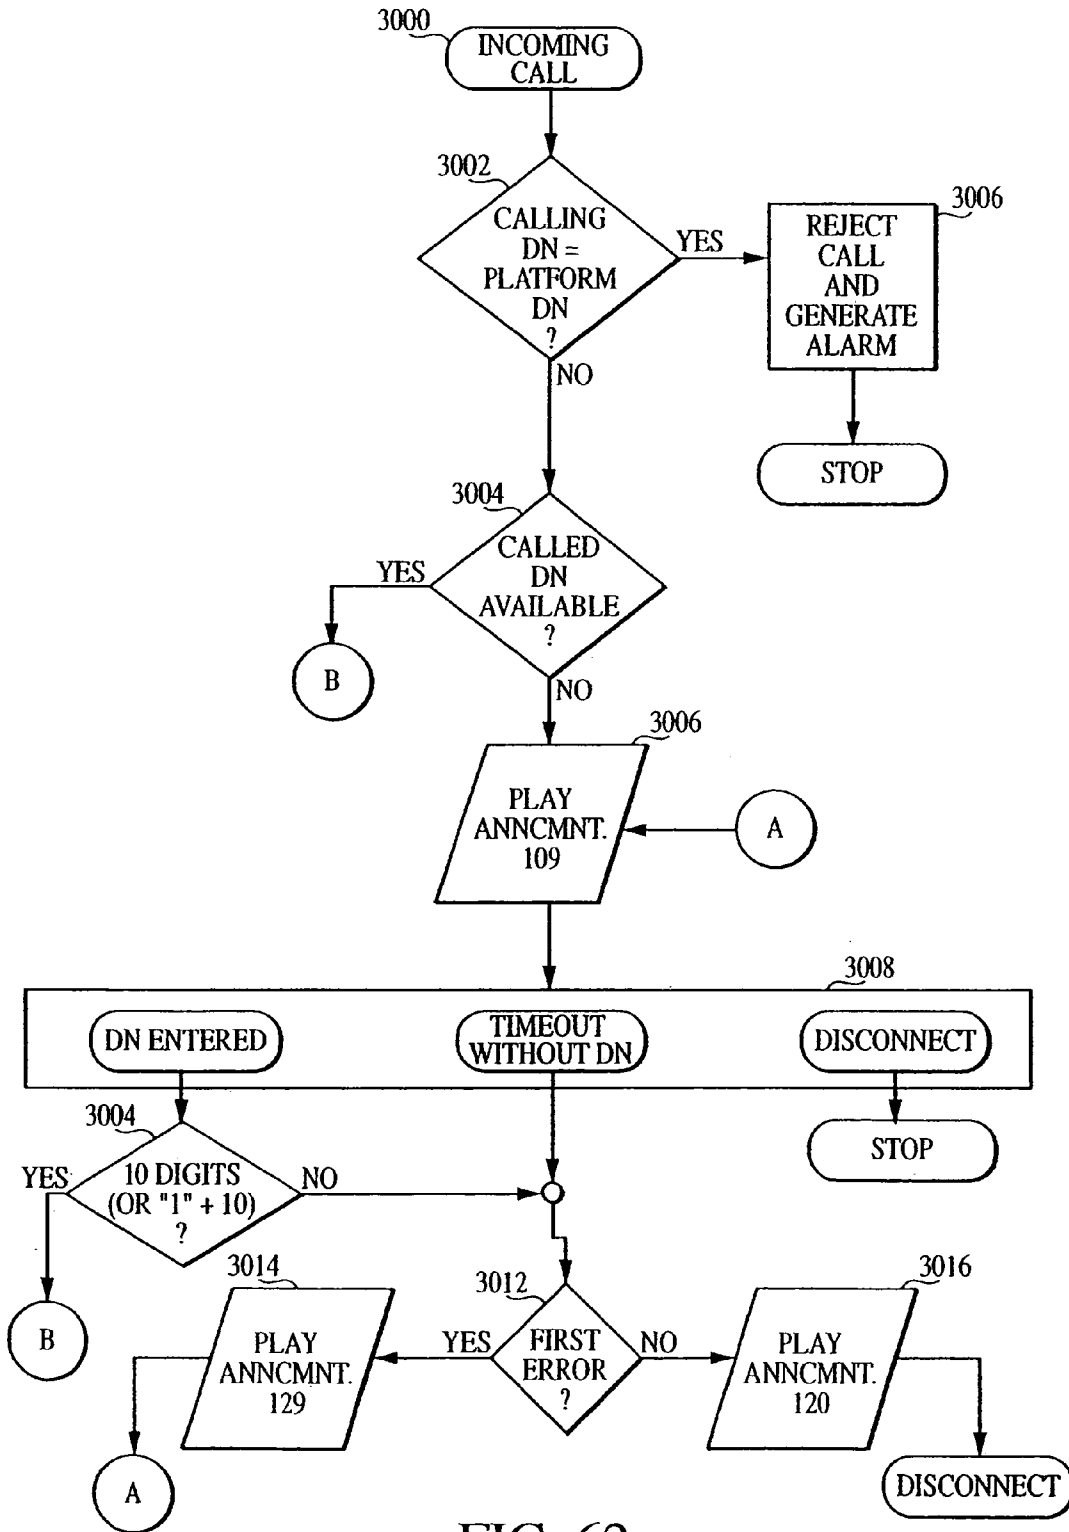 3000
INCOMING
CALL
3002
CALLING
DN =
PLATFORM
DN
?
YES
NO
3006
REJECT
CALL
AND
GENERATE
ALARM
STOP
3004
CALLED
DN
AVAILABLE
?
YES
NO
B
3006
PLAY
ANNCMNT.
109
A
3008
DN ENTERED
TIMEOUT
WITHOUT DN
DISCONNECT
STOP
3004
10 DIGITS
(OR "1" + 10)
?
YES
NO
B
3012
FIRST
ERROR
?
YES
NO
3014
PLAY
ANNCMNT.
129
A
3016
PLAY
ANNCMNT.
120
DISCONNECT